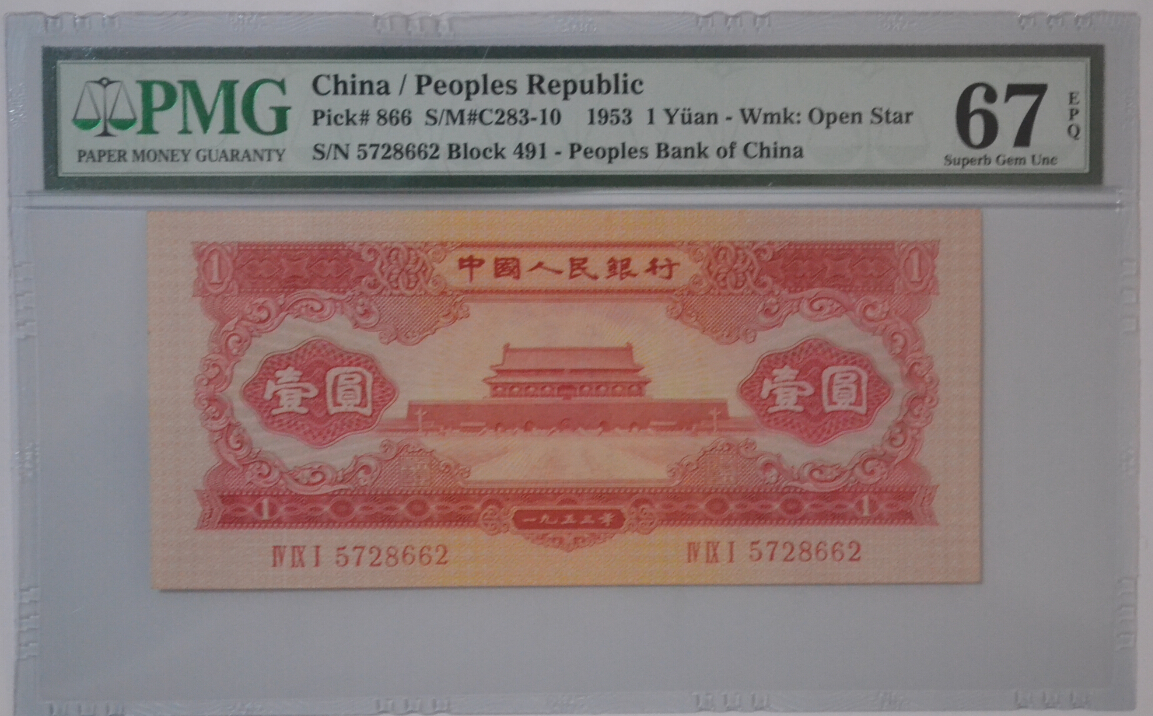 PMG
PAPER MONEY GUARANTY
China / Peoples Republic
Pick# 866 S/M#C283-10 1953 1 Yüan - Wmk: Open Star
S/N 5728662 Block 491 - Peoples Bank of China
67
EPQ
Superb Gem Unc
1 中國人民銀行 1
壹圓 壹圓
1 一九五三年 1
ⅣⅨⅠ 5728662 ⅣⅨⅠ 5728662